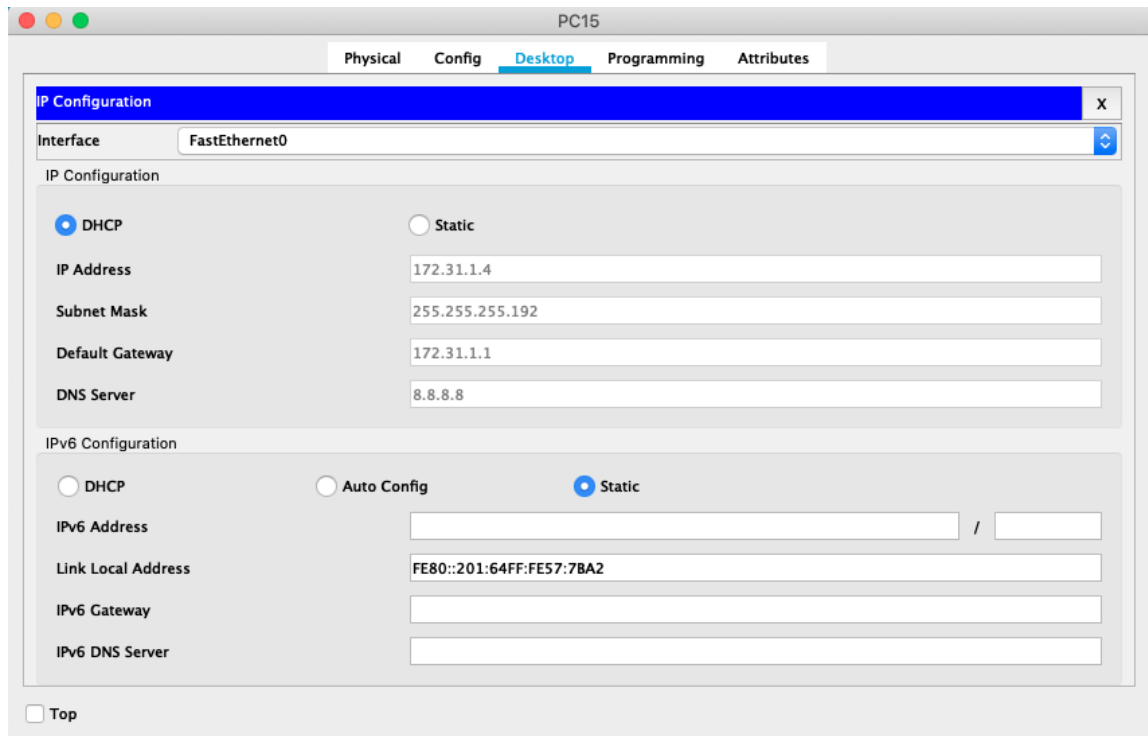 PC15
Physical Config Desktop Programming Attributes
IP Configuration X
Interface FastEthernet0
IP Configuration
DHCP Static
IP Address 172.31.1.4
Subnet Mask 255.255.255.192
Default Gateway 172.31.1.1
DNS Server 8.8.8.8
IPv6 Configuration
DHCP Auto Config Static
IPv6 Address /
Link Local Address FE80::201:64FF:FE57:7BA2
IPv6 Gateway
IPv6 DNS Server
Top